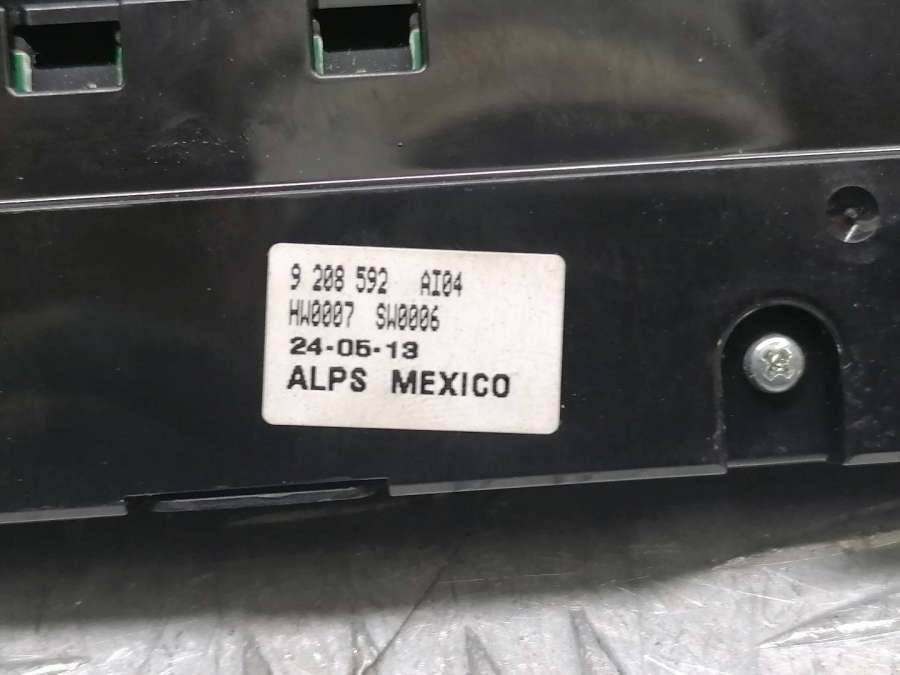 9 208 592 AI04
HW0007 SW0006
24-05-13
ALPS MEXICO